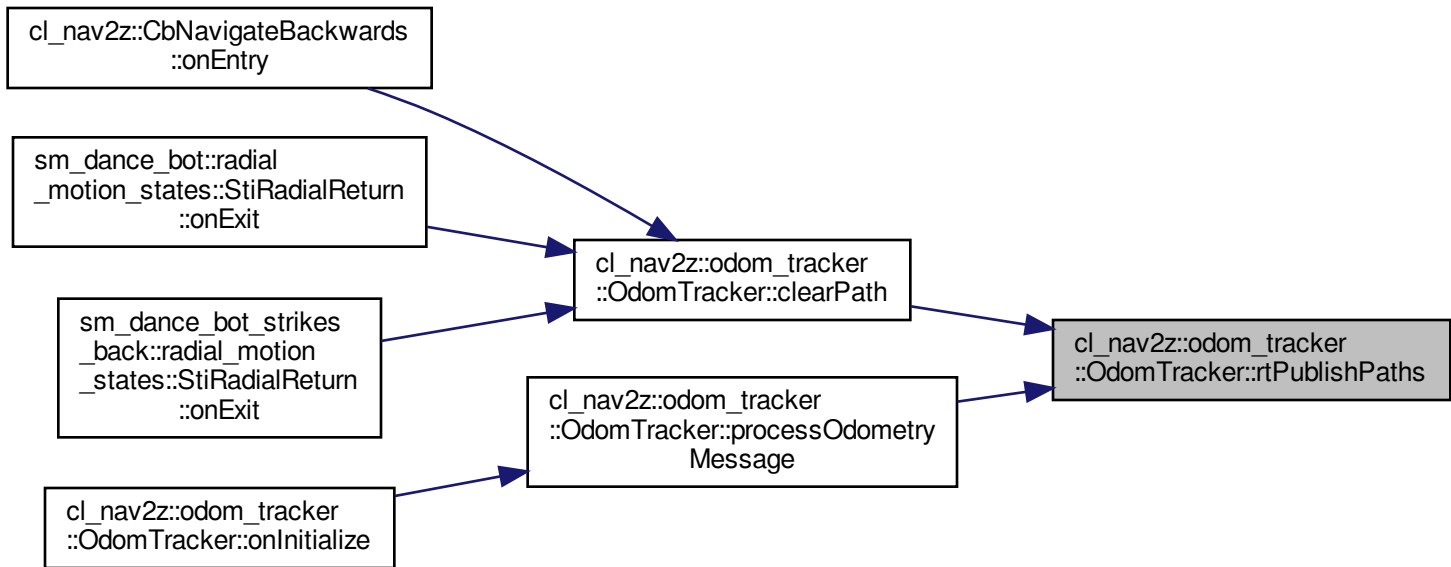 cl_nav2z::CbNavigateBackwards
::onEntry
sm_dance_bot::radial
_motion_states::StiRadialReturn
::onExit
sm_dance_bot_strikes
_back::radial_motion
_states::StiRadialReturn
::onExit
cl_nav2z::odom_tracker
::OdomTracker::onInitialize
cl_nav2z::odom_tracker
::OdomTracker::clearPath
cl_nav2z::odom_tracker
::OdomTracker::processOdometry
Message
cl_nav2z::odom_tracker
::OdomTracker::rtPublishPaths